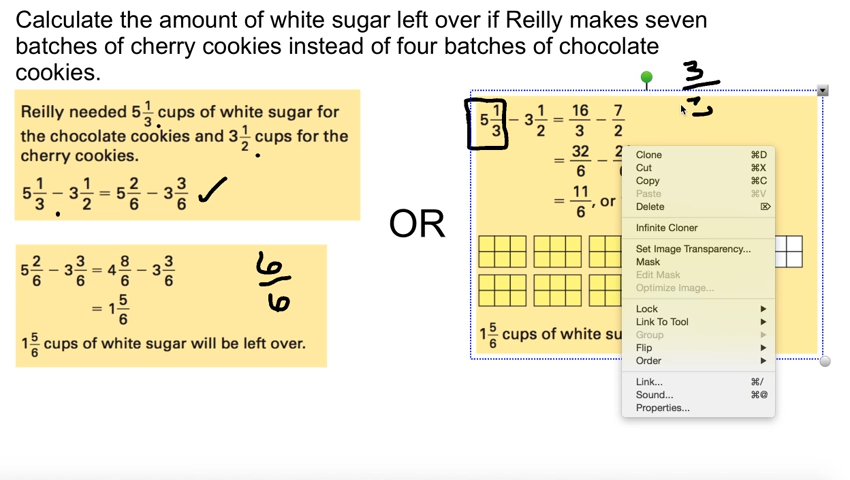 Calculate the amount of white sugar left over if Reilly makes seven
batches of cherry cookies instead of four batches of chocolate
cookies.
Reilly needed 5 1/3 cups of white sugar for
the chocolate cookies and 3 1/2 cups for the
cherry cookies.
5 1/3 − 3 1/2 = 5 2/6 − 3 3/6 ✓
5 2/6 − 3 3/6 = 4 8/6 − 3 3/6
= 1 5/6
1 5/6 cups of white sugar will be left over.
6/6
OR
3
5 1/3 − 3 1/2 = 16/3 − 7/2
= 32/6 −
= 11/6, or
1 5/6 cups of white su
Clone ⌘D
Cut ⌘X
Copy ⌘C
Paste ⌘V
Delete ⌦
Infinite Cloner
Set Image Transparency...
Mask
Edit Mask
Optimize Image...
Lock ▶
Link To Tool ▶
Group ▶
Flip ▶
Order ▶
Link... ⌘/
Sound... ⌘@
Properties...